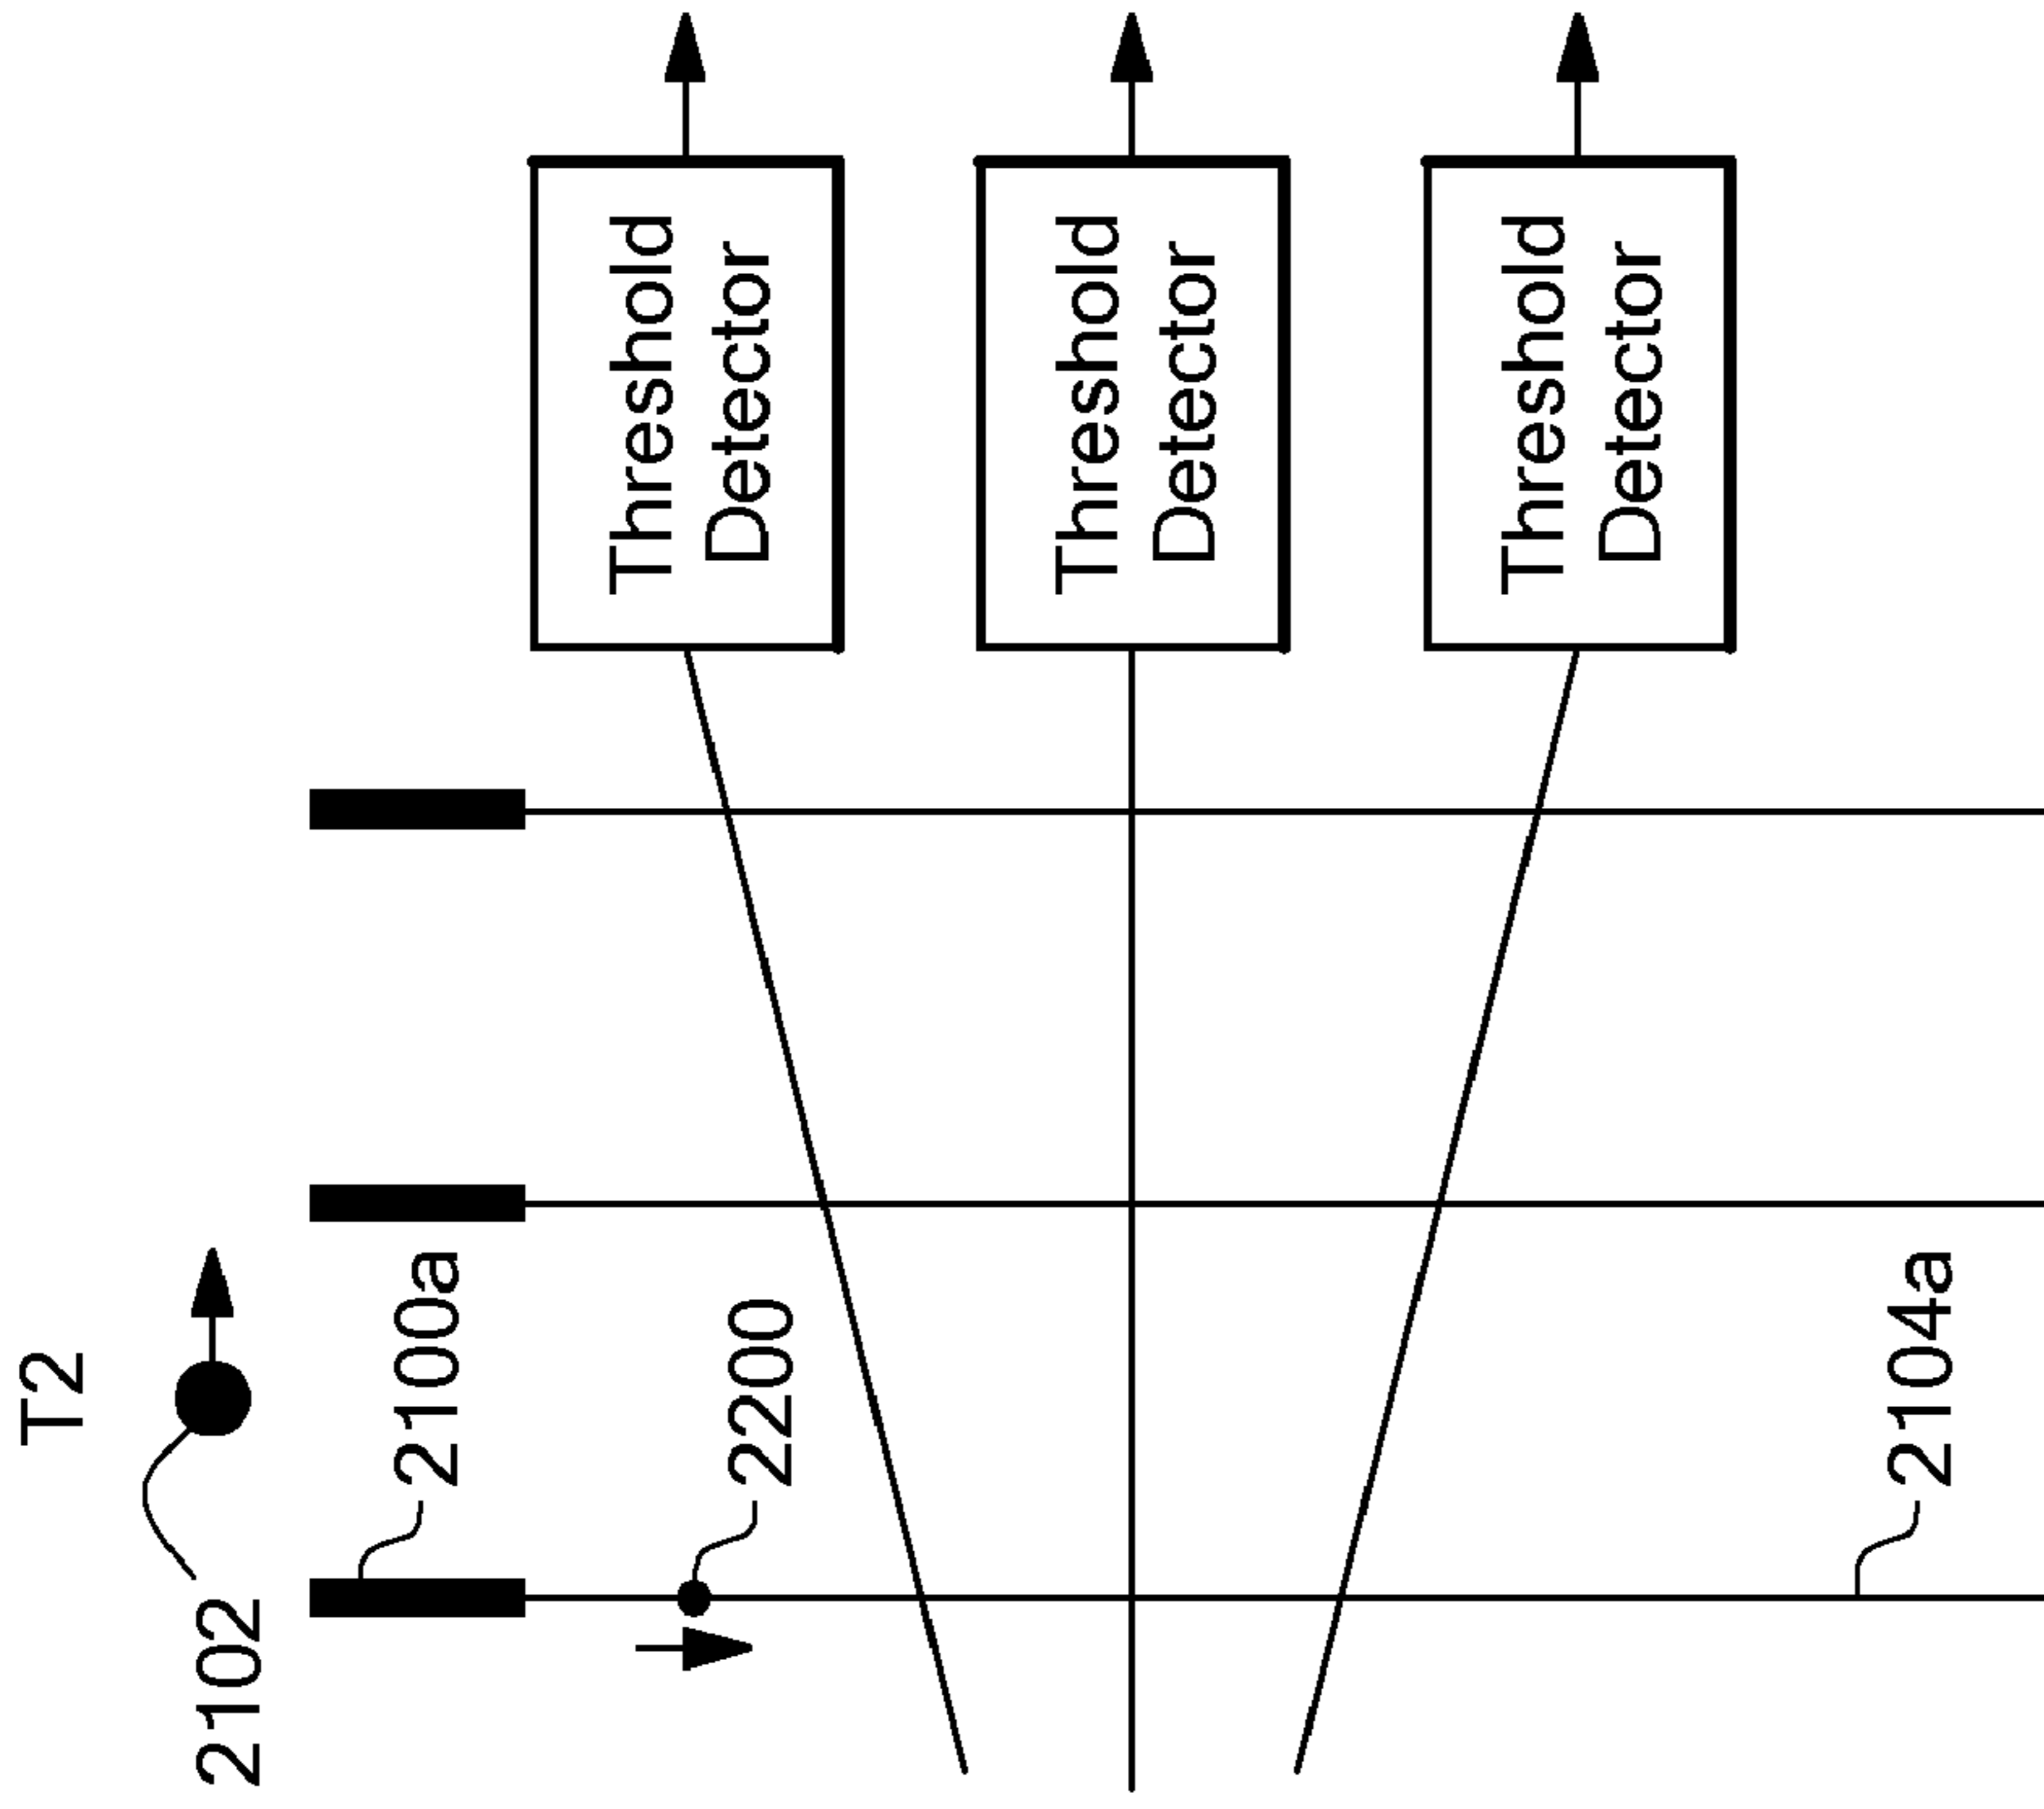 T2
2102
2100a
2200
2104a
Threshold
Detector
Threshold
Detector
Threshold
Detector